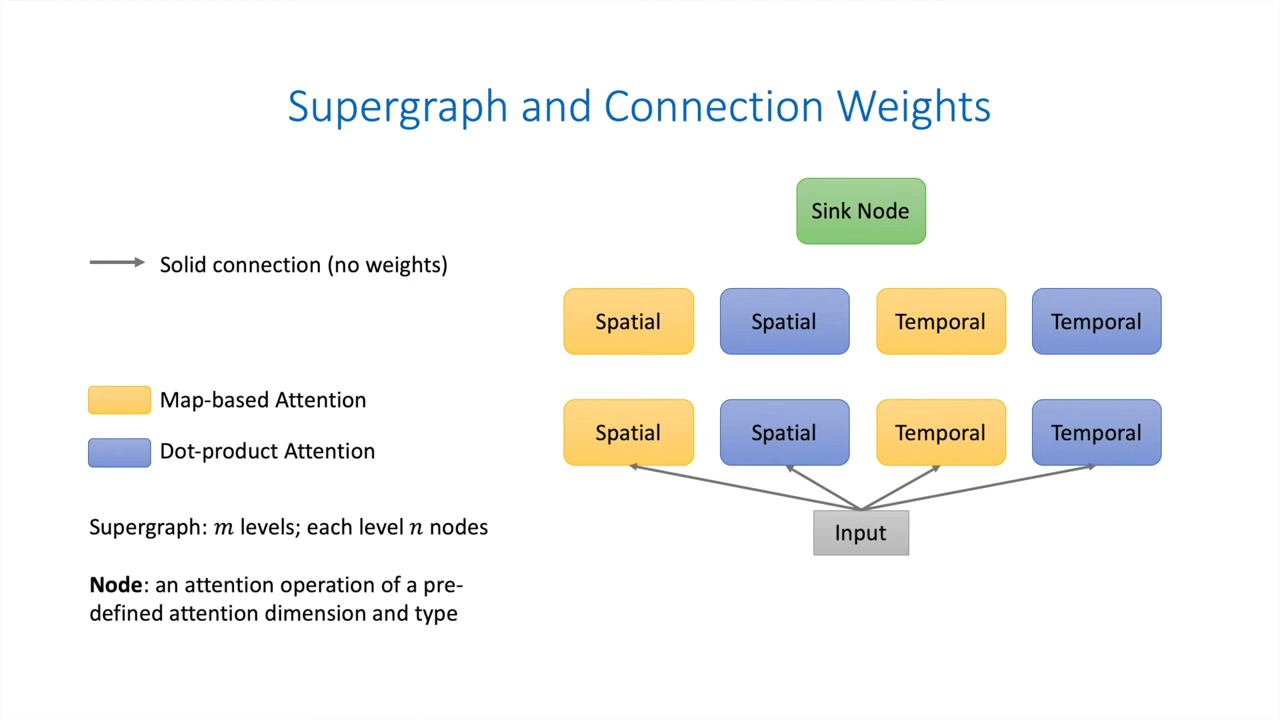 Supergraph and Connection Weights
Sink Node
Solid connection (no weights)
Spatial
Spatial
Temporal
Temporal
Map-based Attention
Dot-product Attention
Spatial
Spatial
Temporal
Temporal
Input
Supergraph: m levels; each level n nodes
Node: an attention operation of a pre-
defined attention dimension and type